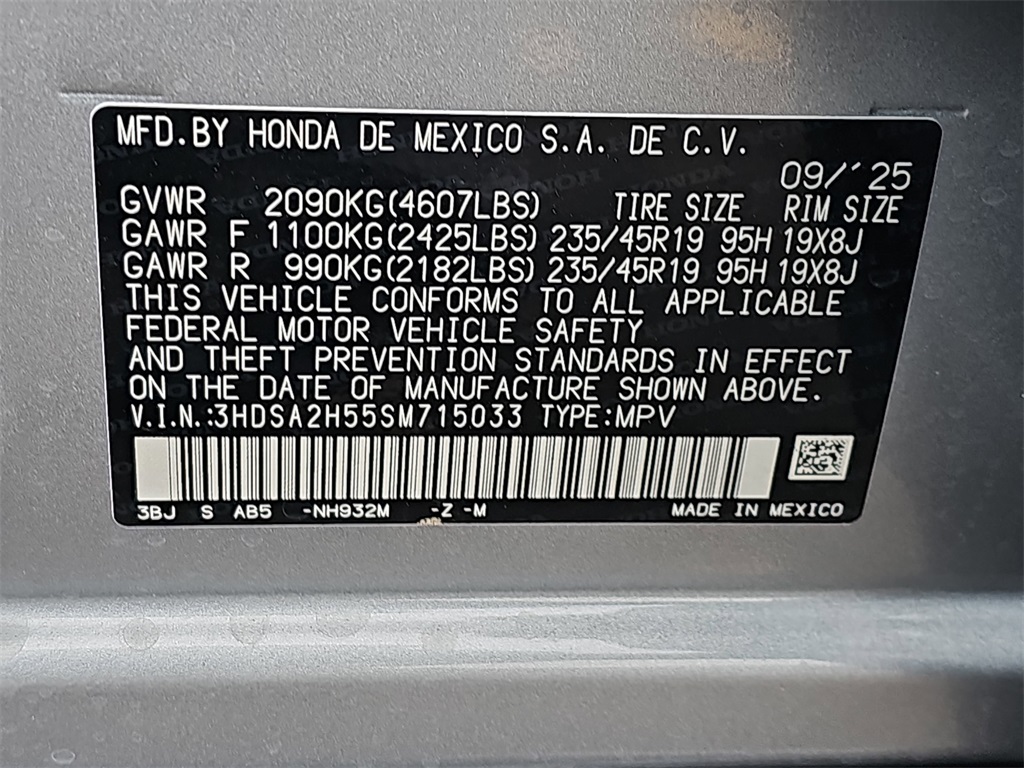 MFD.BY HONDA DE MEXICO S.A. DE C.V.
09/'25
GVWR 2090KG(4607LBS) TIRE SIZE RIM SIZE
GAWR F 1100KG(2425LBS) 235/45R19 95H 19X8J
GAWR R 990KG(2182LBS) 235/45R19 95H 19X8J
THIS VEHICLE CONFORMS TO ALL APPLICABLE
FEDERAL MOTOR VEHICLE SAFETY
AND THEFT PREVENTION STANDARDS IN EFFECT
ON THE DATE OF MANUFACTURE SHOWN ABOVE.
V.I.N.:3HDSA2H55SM715033 TYPE:MPV
3BJ S AB5 -NH932M -Z -M MADE IN MEXICO